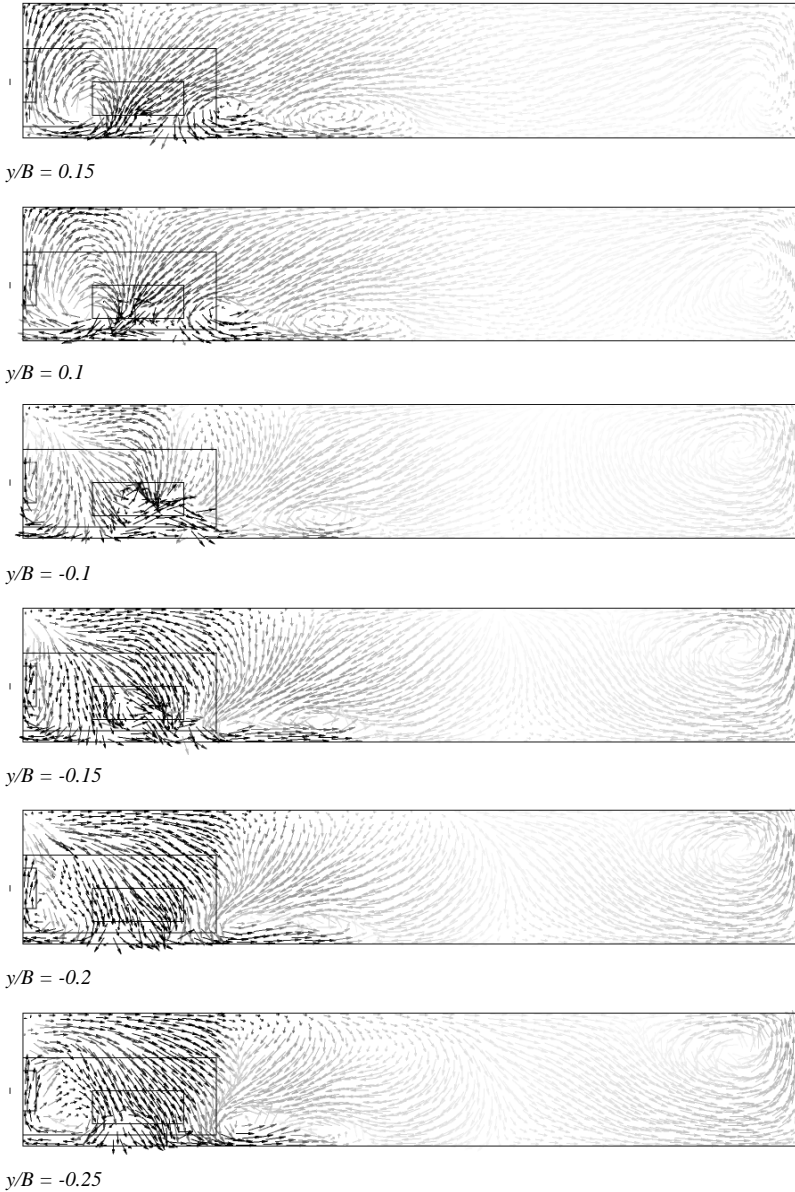 y/B = 0.15
y/B = 0.1
y/B = -0.1
y/B = -0.15
y/B = -0.2
y/B = -0.25